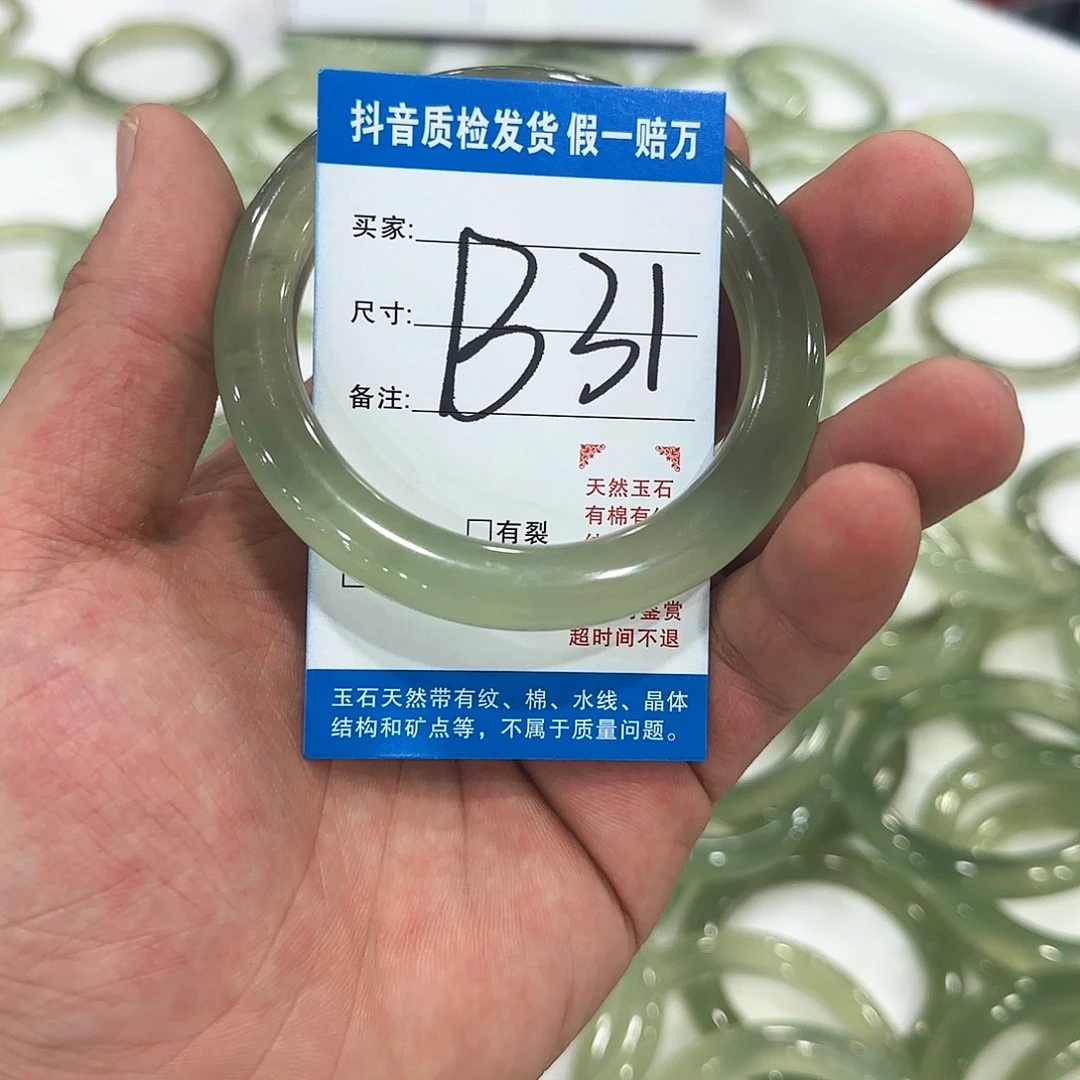 抖音质检发货 假一赔万
买家:
尺寸:
备注:
B31
天然玉石
有棉有
□有裂
鉴赏
超时间不退
玉石天然带有纹、棉、水线、晶体
结构和矿点等，不属于质量问题。